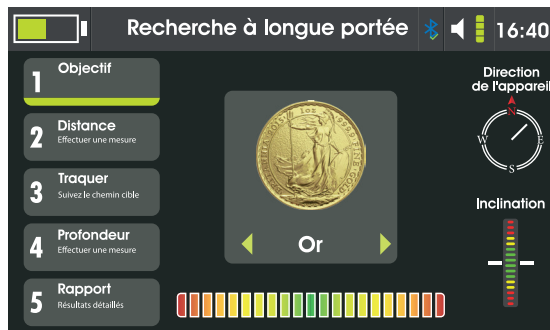 Recherche à longue portée
16:40
1
Objectif
2
Distance
Effectuer une mesure
3
Traquer
Suivez le chemin cible
4
Profondeur
Effectuer une mesure
5
Rapport
Résultats détaillés
Or
Direction
de l'appareil
N
W
E
S
Inclination